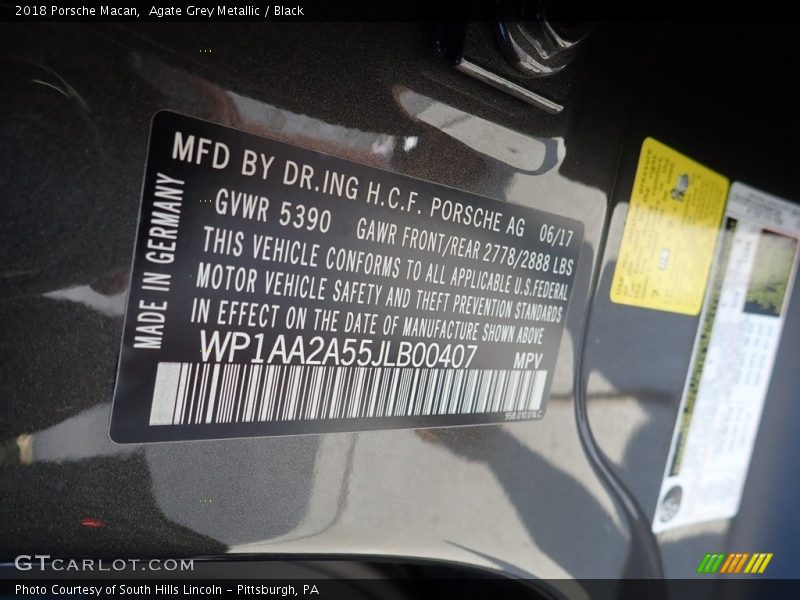 2018 Porsche Macan,  Agate Grey Metallic / Black
MFD BY DR.ING H.C.F. PORSCHE AG 06/17
GVWR 5390 GAWR FRONT/REAR 2778/2888 LBS
THIS VEHICLE CONFORMS TO ALL APPLICABLE U.S.FEDERAL
MOTOR VEHICLE SAFETY AND THEFT PREVENTION STANDARDS
IN EFFECT ON THE DATE OF MANUFACTURE SHOWN ABOVE
WP1AA2A55JLB00407 MPV
MADE IN GERMANY
95B.010.016.C
GTCARLOT.COM
Photo Courtesy of South Hills Lincoln - Pittsburgh, PA